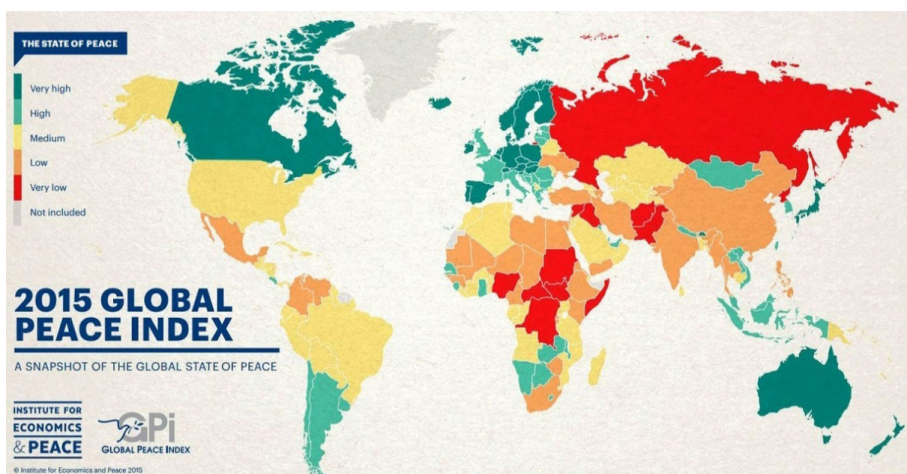 THE STATE OF PEACE
Very high
High
Medium
Low
Very low
Not included
2015 GLOBAL
PEACE INDEX
A SNAPSHOT OF THE GLOBAL STATE OF PEACE
INSTITUTE FOR
ECONOMICS
& PEACE
GPi
GLOBAL PEACE INDEX
© Institute for Economics and Peace 2015